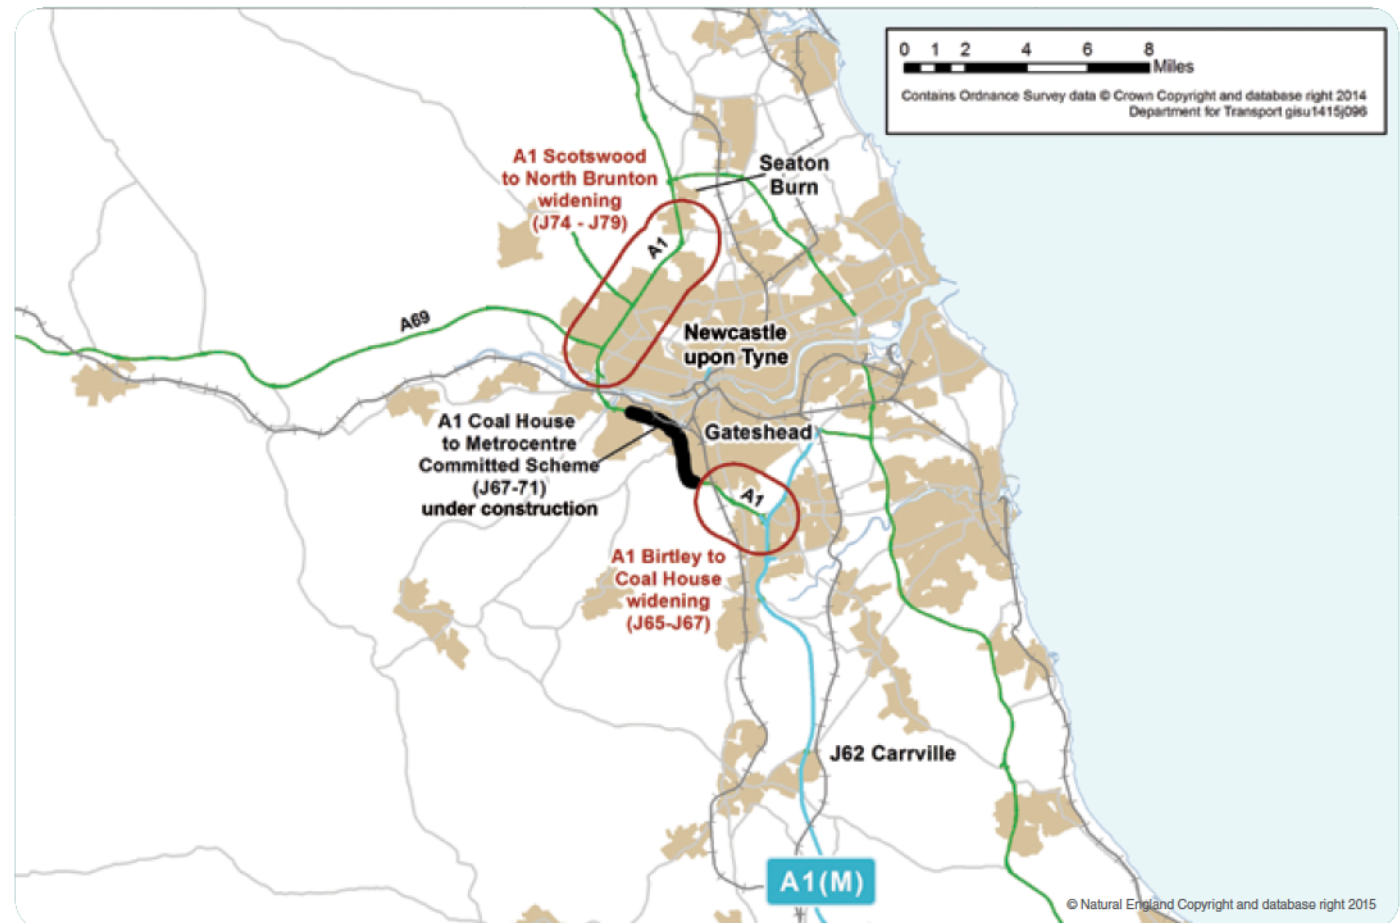 0 1 2 4 6 8
Miles
Contains Ordnance Survey data © Crown Copyright and database right 2014
Department for Transport gisu1415j096
A1 Scotswood
to North Brunton
widening
(J74 - J79)
Seaton
Burn
A1
A69
Newcastle
upon Tyne
A1 Coal House
to Metrocentre
Committed Scheme
(J67-71)
under construction
Gateshead
A1
A1 Birtley to
Coal House
widening
(J65-J67)
J62 Carrville
A1(M)
© Natural England Copyright and database right 2015